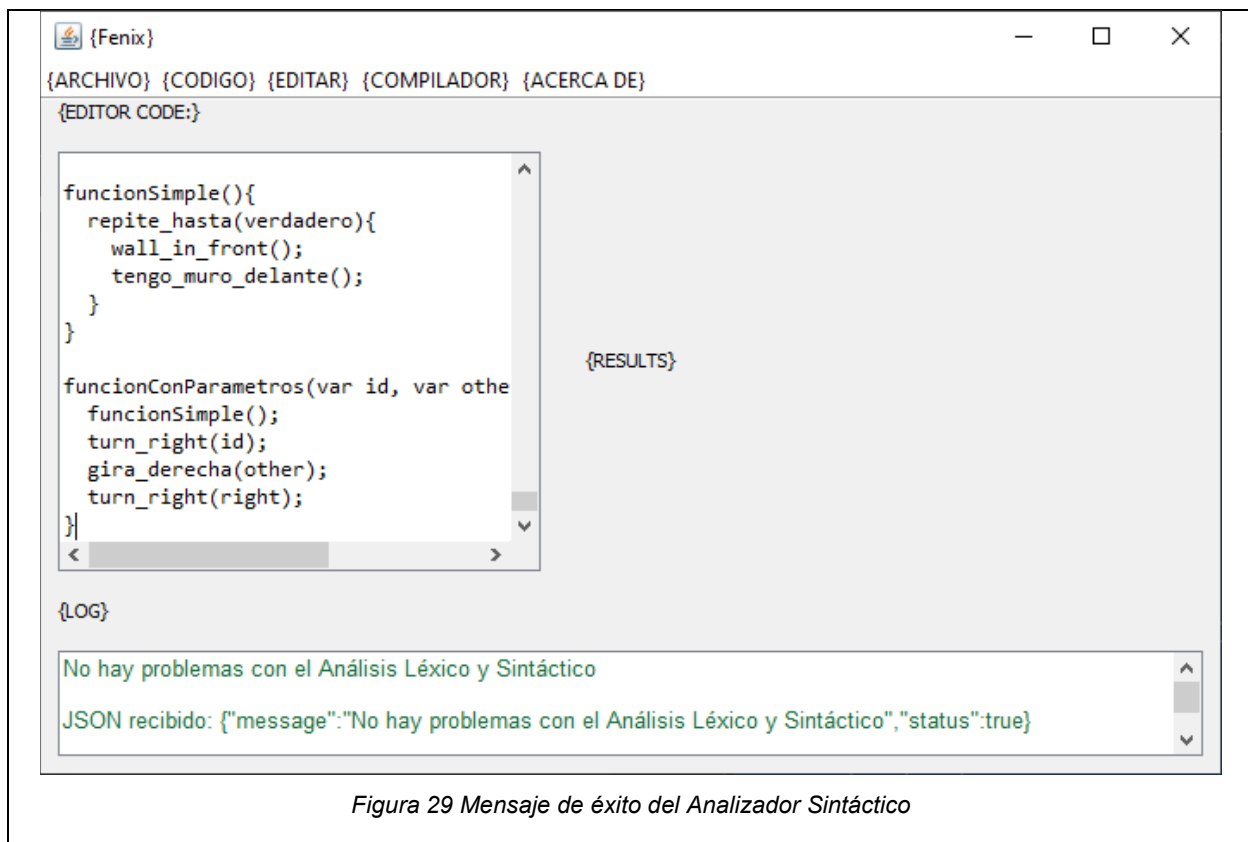 {Fenix}
{ARCHIVO} {CODIGO} {EDITAR} {COMPILADOR} {ACERCA DE}
{EDITOR CODE:}
funcionSimple(){
  repite_hasta(verdadero){
    wall_in_front();
    tengo_muro_delante();
  }
}
{RESULTS}
funcionConParametros(var id, var othe
  funcionSimple();
  turn_right(id);
  gira_derecha(other);
  turn_right(right);
}
{LOG}
No hay problemas con el Análisis Léxico y Sintáctico
JSON recibido: {"message":"No hay problemas con el Análisis Léxico y Sintáctico","status":true}
Figura 29 Mensaje de éxito del Analizador Sintáctico